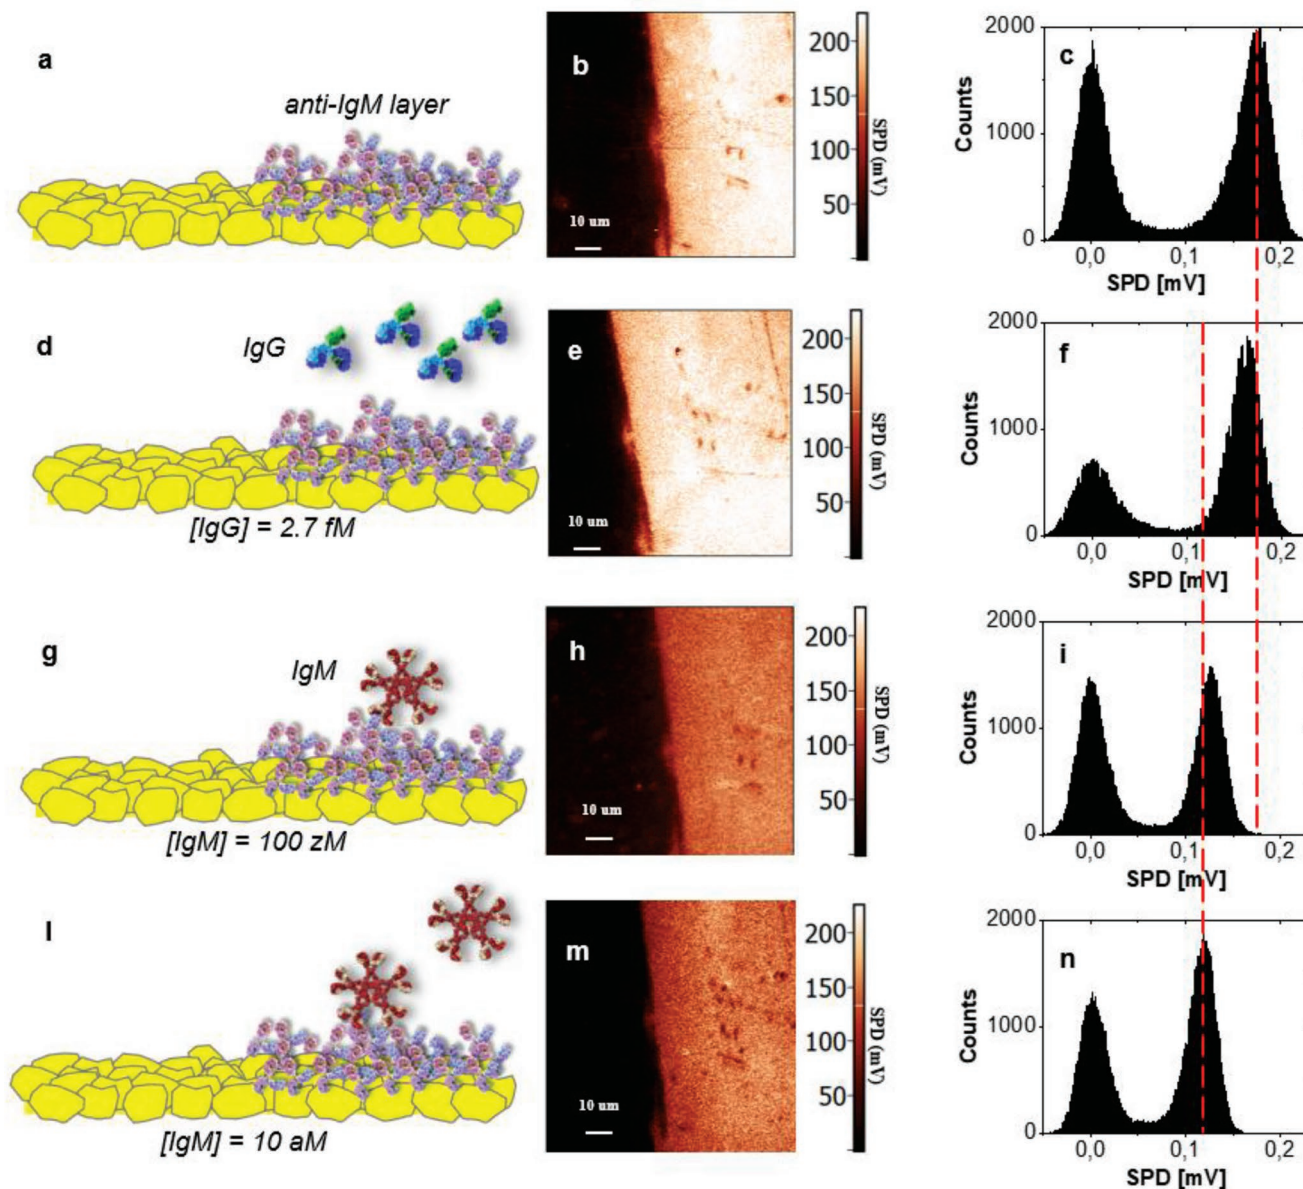 a
anti-IgM layer
b
10 um
200
150
100
50
SPD (mV)
c
Counts
2000
1000
0
0,0 0,1 0,2
SPD [mV]
d
IgG
[IgG] = 2.7 fM
e
10 um
200
150
100
50
SPD (mV)
f
Counts
2000
1000
0
0,0 0,1 0,2
SPD [mV]
g
IgM
[IgM] = 100 zM
h
10 um
200
150
100
50
SPD (mV)
i
Counts
2000
1000
0
0,0 0,1 0,2
SPD [mV]
l
[IgM] = 10 aM
m
10 um
200
150
100
50
SPD (mV)
n
Counts
2000
1000
0
0,0 0,1 0,2
SPD [mV]